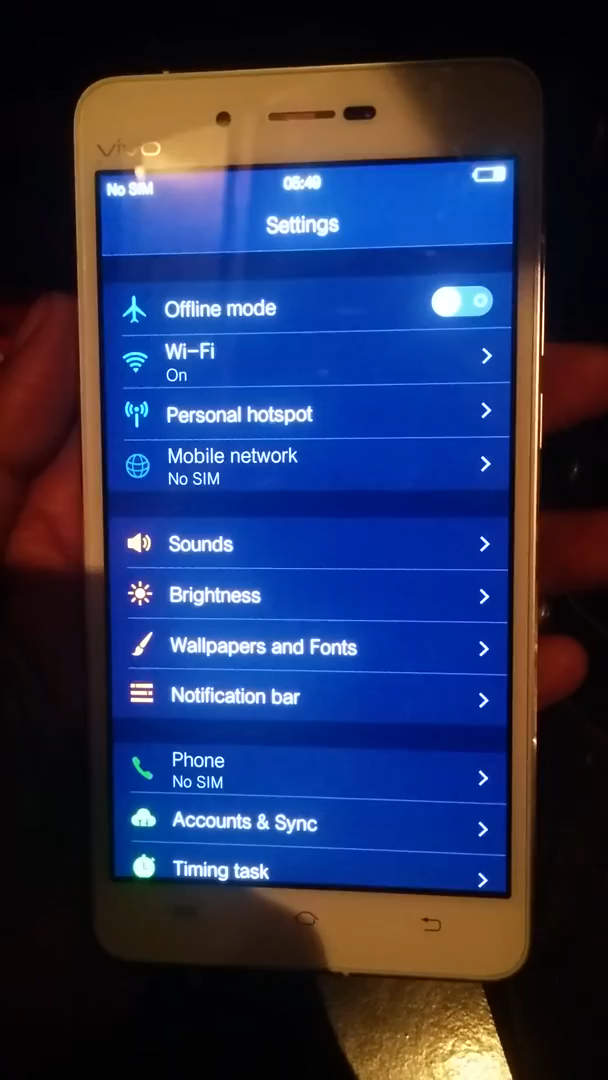 vivo
No SIM 05:49
Settings
Offline mode
Wi-Fi
On
Personal hotspot
Mobile network
No SIM
Sounds
Brightness
Wallpapers and Fonts
Notification bar
Phone
No SIM
Accounts & Sync
Timing task